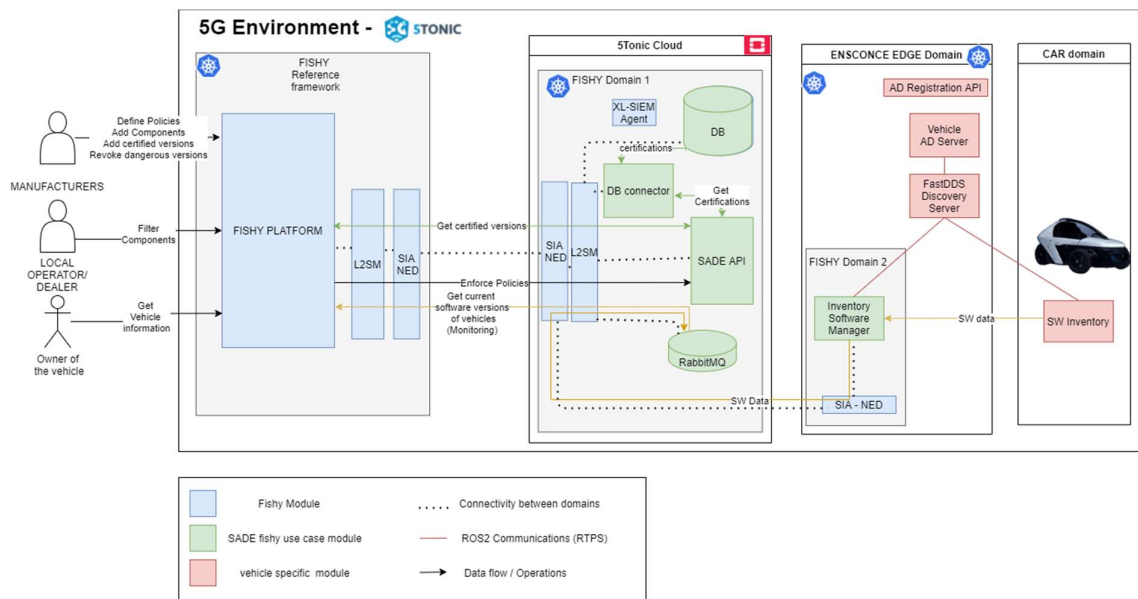 5G Environment - 5TONIC
FISHY
Reference
framework
5Tonic Cloud
ENSCONCE EDGE Domain
CAR domain
FISHY Domain 1
XL-SIEM
Agent
DB
AD Registration API
Define Policies
Add Components
Add certified versions
Revoke dangerous versions
MANUFACTURERS
certifications
Vehicle
AD Server
DB connector
Get
Certifications
FastDDS
Discovery
Server
Filter
Components
LOCAL
OPERATOR/
DEALER
FISHY PLATFORM
L2SM
SIA
NED
Get certified versions
SIA
NED
L2SM
SADE API
FISHY Domain 2
Enforce Policies
Get
Vehicle
information
Get current
software versions
of vehicles
(Monitoring)
Inventory
Software
Manager
SW data
SW Inventory
Owner of
the vehicle
RabbitMQ
SW Data
SIA - NED
Fishy Module
Connectivity between domains
SADE fishy use case module
ROS2 Communications (RTPS)
vehicle specific module
Data flow / Operations